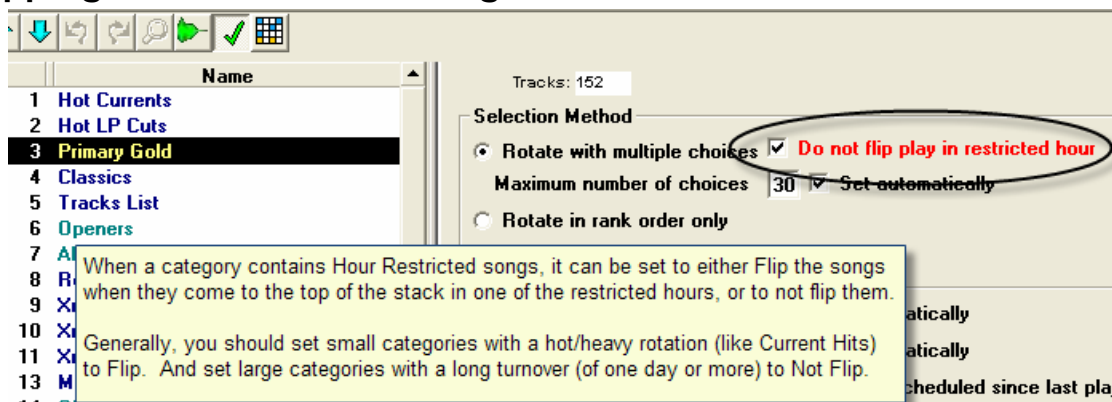 Name
1 Hot Currents
2 Hot LP Cuts
3 Primary Gold
4 Classics
5 Tracks List
6 Openers
7
8
9
10
11
13
Tracks: 152
Selection Method
Rotate with multiple choices Do not flip play in restricted hour
Maximum number of choices 30 Set automatically
Rotate in rank order only
When a category contains Hour Restricted songs, it can be set to either Flip the songs
when they come to the top of the stack in one of the restricted hours, or to not flip them.
Generally, you should set small categories with a hot/heavy rotation (like Current Hits)
to Flip. And set large categories with a long turnover (of one day or more) to Not Flip.
atically
atically
cheduled since last pla